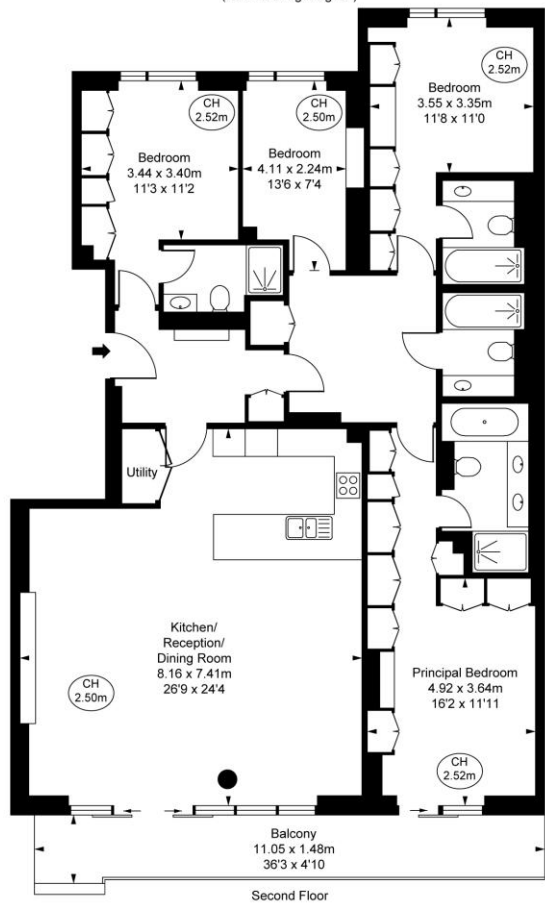 CH
2.52m
Bedroom
3.55 x 3.35m
11'8 x 11'0
CH
2.52m
Bedroom
3.44 x 3.40m
11'3 x 11'2
CH
2.50m
Bedroom
4.11 x 2.24m
13'6 x 7'4
Utility
Kitchen/
Reception/
Dining Room
8.16 x 7.41m
26'9 x 24'4
CH
2.50m
Principal Bedroom
4.92 x 3.64m
16'2 x 11'11
CH
2.52m
Balcony
11.05 x 1.48m
36'3 x 4'10
Second Floor